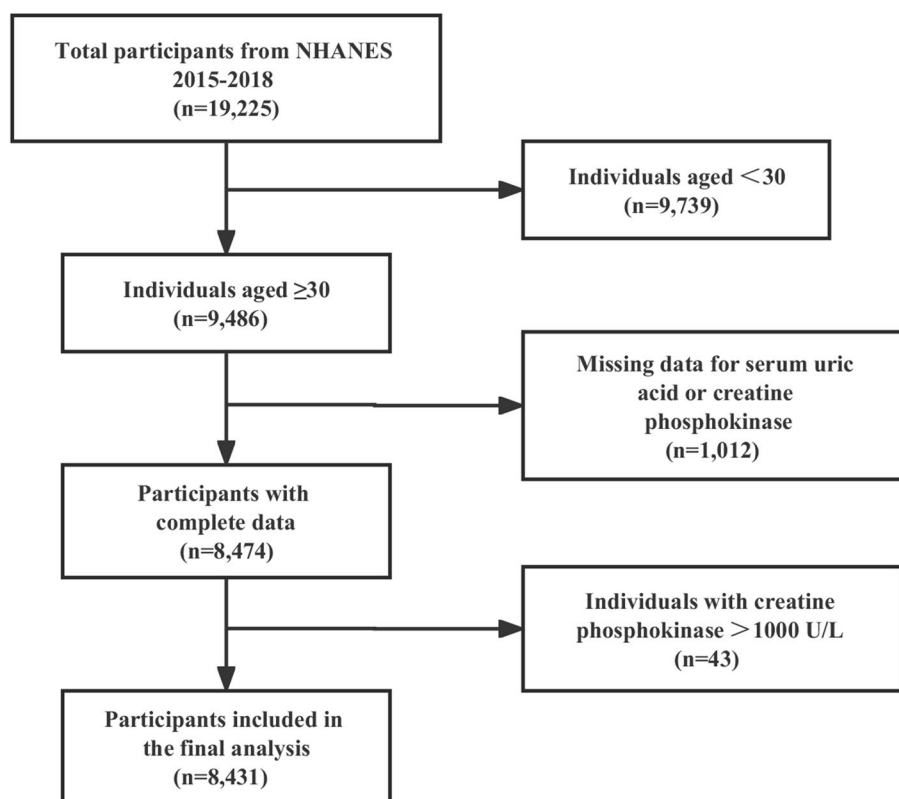 Total participants from NHANES
2015-2018
(n=19,225)
Individuals aged <30
(n=9,739)
Individuals aged ≥30
(n=9,486)
Missing data for serum uric
acid or creatine
phosphokinase
(n=1,012)
Participants with
complete data
(n=8,474)
Individuals with creatine
phosphokinase >1000 U/L
(n=43)
Participants included in
the final analysis
(n=8,431)